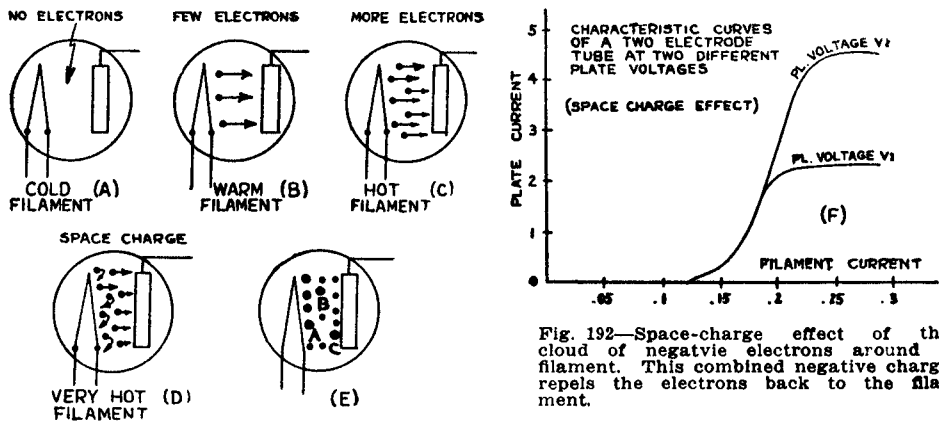 NO ELECTRONS
FEW ELECTRONS
MORE ELECTRONS
COLD (A)
FILAMENT
WARM (B)
FILAMENT
HOT (C)
FILAMENT
SPACE CHARGE
VERY HOT (D)
FILAMENT
B
A
C
(E)
CHARACTERISTIC CURVES
OF A TWO ELECTRODE
TUBE AT TWO DIFFERENT
PLATE VOLTAGES
(SPACE CHARGE EFFECT)
PL. VOLTAGE V2
PL. VOLTAGE V1
(F)
FILAMENT CURRENT
PLATE CURRENT
5
4
3
2
1
0
.05 .1 .15 .2 .25 .3
Fig. 192—Space-charge effect of th
cloud of negatvie electrons around
filament. This combined negative charg
repels the electrons back to the fila
ment.